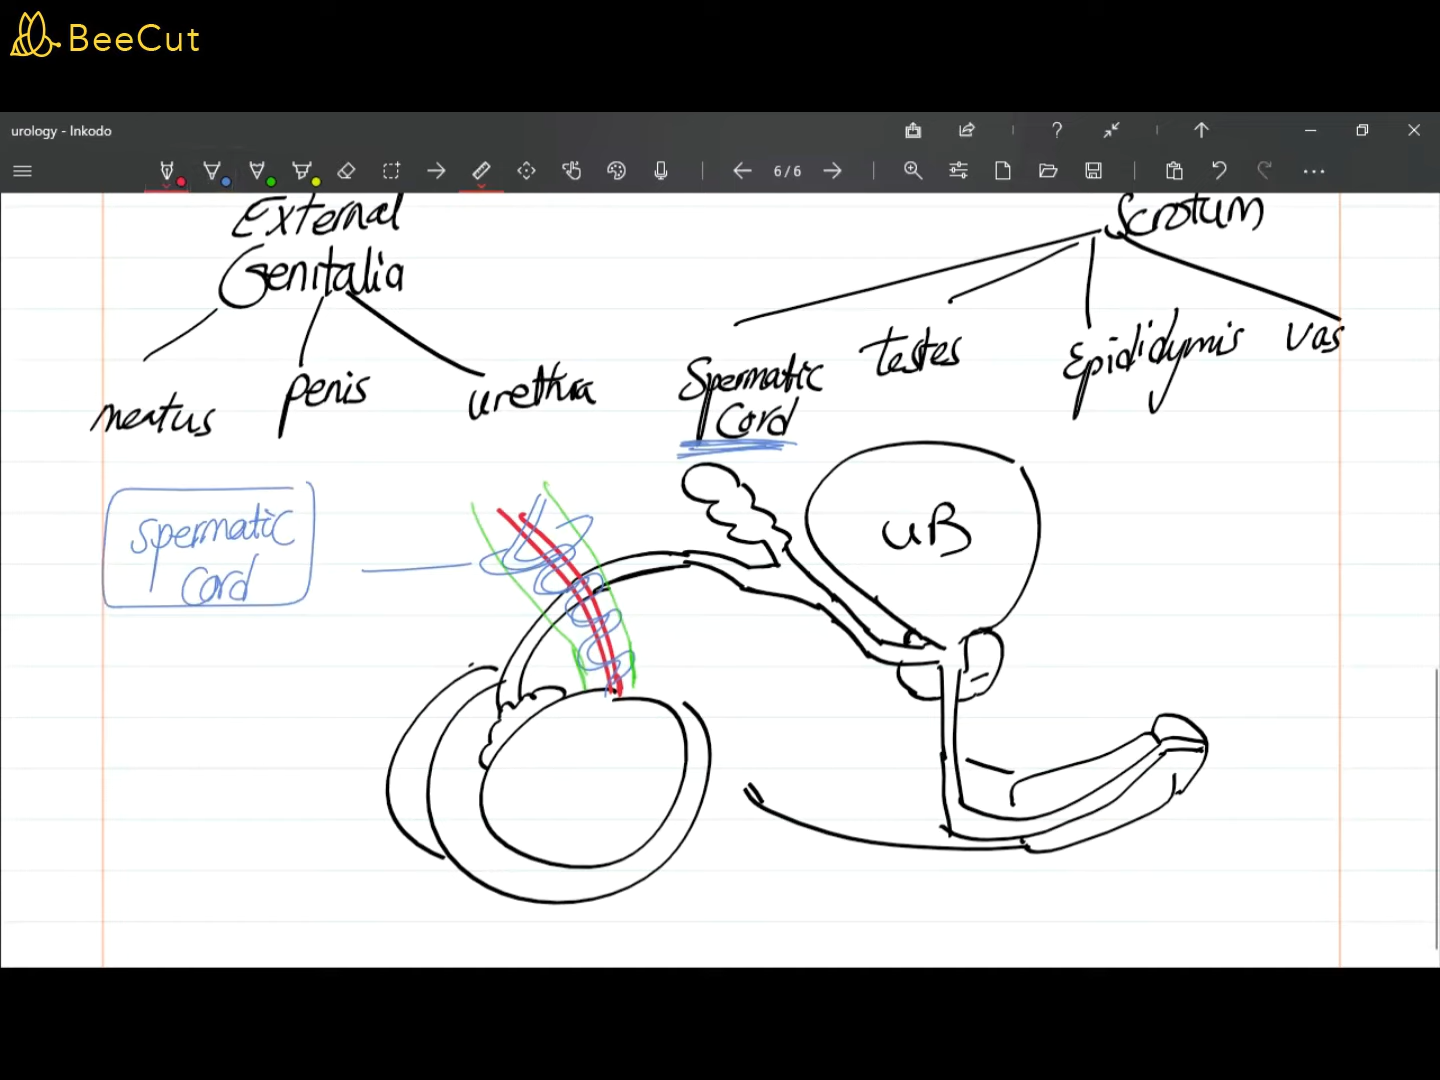 BeeCut
urology - Inkodo
6/6
External
Genitalia
Scrotum
meatus
penis
urethra
Spermatic
Cord
testes
Epididymis
Vas
Spermatic
Cord
UB